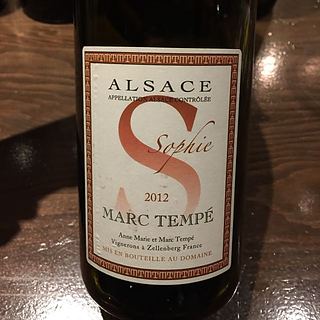 ALSACE
APPELLATION ALSACE CONTRÔLÉE
S
Sophie
2012
MARC TEMPÉ
Anne Marie et Marc Tempé
Vignerons à Zellenberg France
MIS EN BOUTEILLE AU DOMAINE